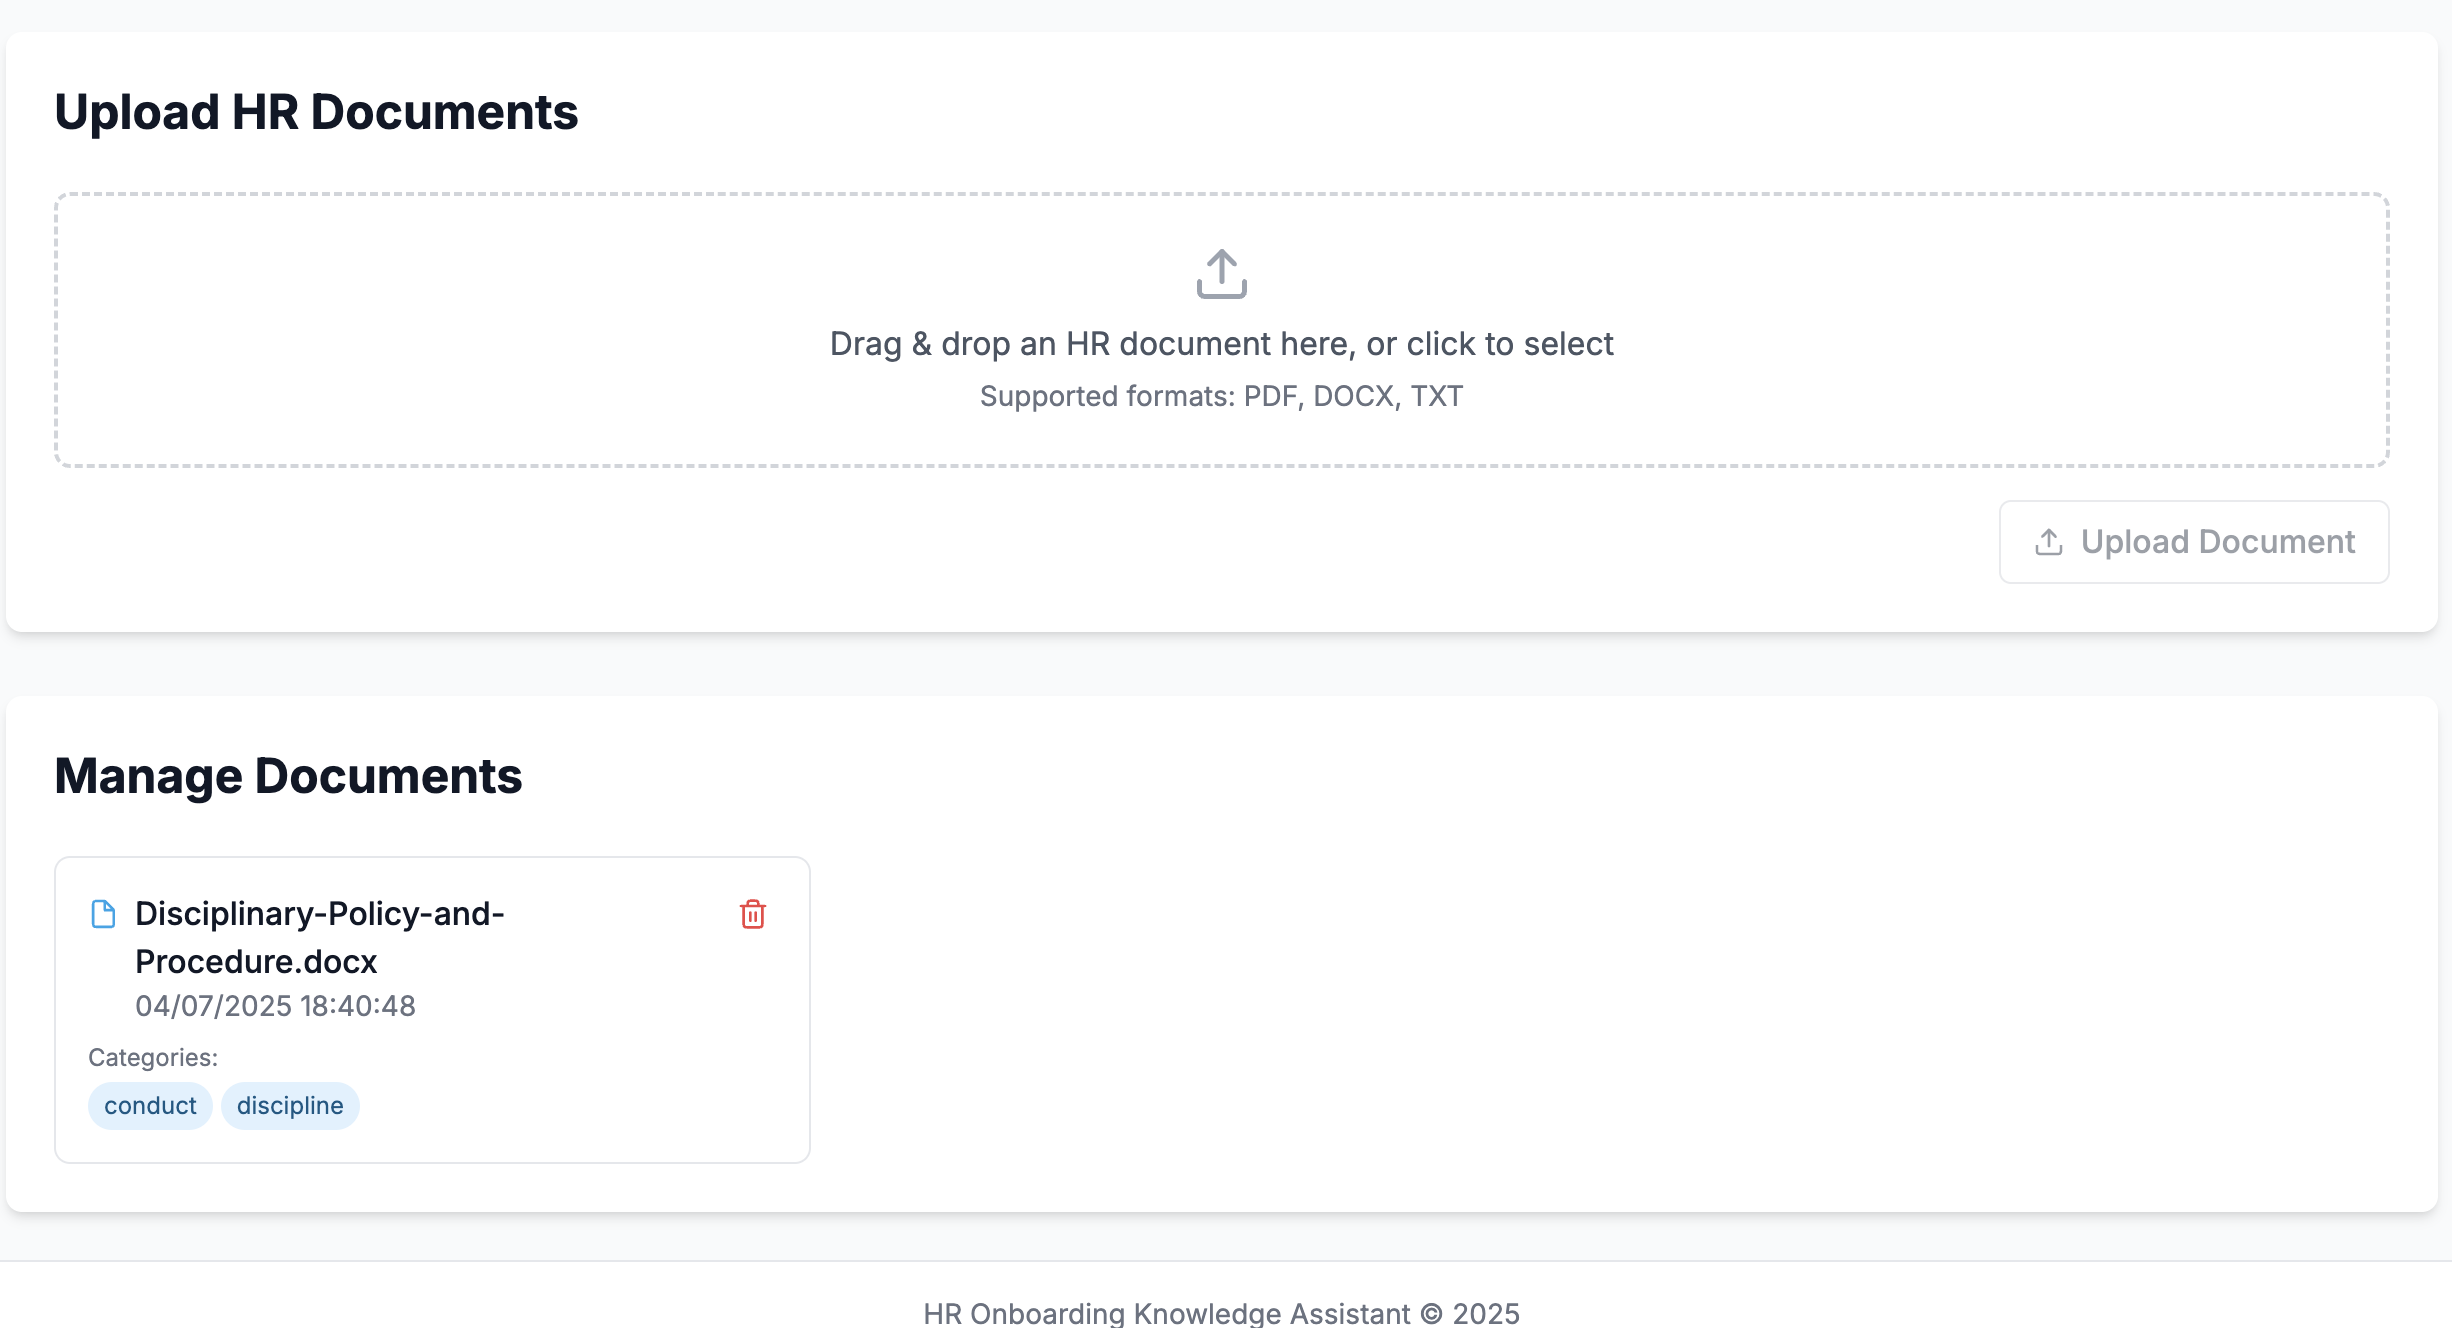 Upload HR Documents
Drag & drop an HR document here, or click to select
Supported formats: PDF, DOCX, TXT
Upload Document
Manage Documents
Disciplinary-Policy-and-
Procedure.docx
04/07/2025 18:40:48
Categories:
conduct discipline
HR Onboarding Knowledge Assistant © 2025